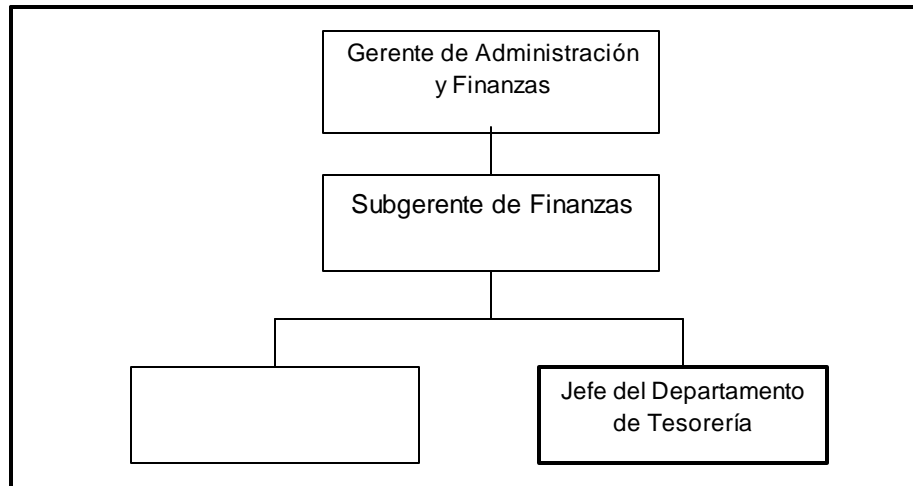 Gerente de Administración
y Finanzas
Subgerente de Finanzas
Jefe del Departamento
de Tesorería